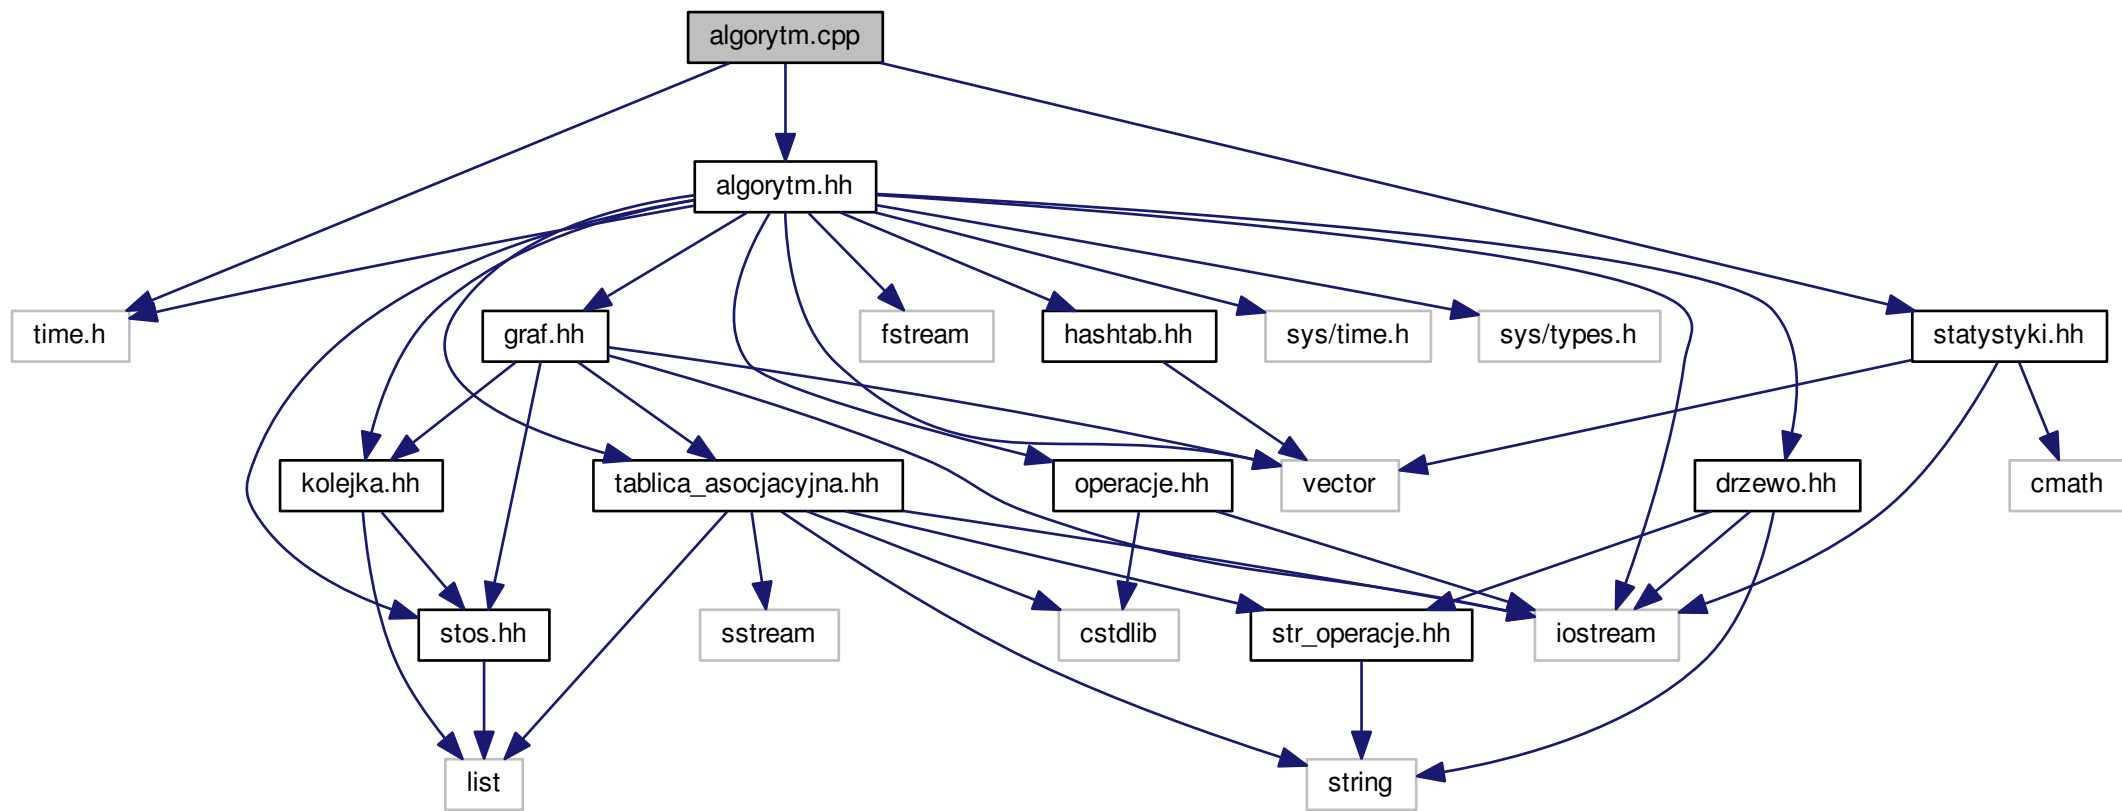 algorytm.cpp
algorytm.hh
time.h
graf.hh
fstream
hashtab.hh
sys/time.h
sys/types.h
statystyki.hh
kolejka.hh
tablica_asocjacyjna.hh
operacje.hh
vector
drzewo.hh
cmath
stos.hh
sstream
cstdlib
str_operacje.hh
iostream
list
string